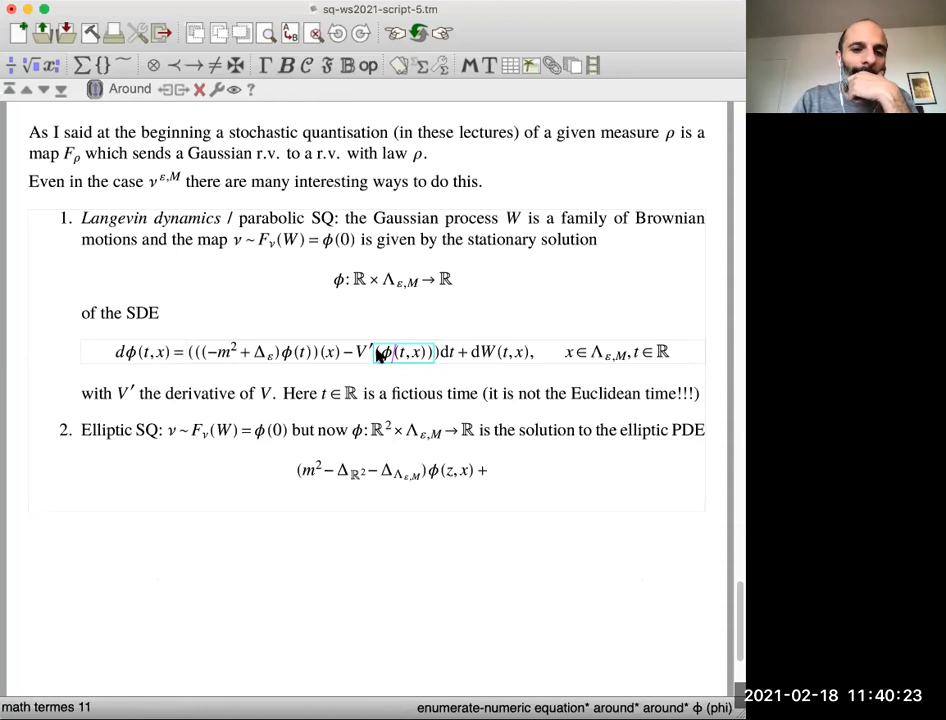 sq-ws2021-script-5.tm
Around
As I said at the beginning a stochastic quantisation (in these lectures) of a given measure ρ is a
map F_ρ which sends a Gaussian r.v. to a r.v. with law ρ.
Even in the case ν^{ε,M} there are many interesting ways to do this.
1. Langevin dynamics / parabolic SQ: the Gaussian process W is a family of Brownian
motions and the map ν ~ F_ν(W) = ϕ(0) is given by the stationary solution
ϕ: ℝ × Λ_{ε,M} → ℝ
of the SDE
dϕ(t,x) = (((−m² + Δ_ε)ϕ(t))(x) − V′(ϕ(t,x)))dt + dW(t,x), x ∈ Λ_{ε,M}, t ∈ ℝ
with V′ the derivative of V. Here t ∈ ℝ is a fictious time (it is not the Euclidean time!!!)
2. Elliptic SQ: ν ~ F_ν(W) = ϕ(0) but now ϕ: ℝ² × Λ_{ε,M} → ℝ is the solution to the elliptic PDE
(m² − Δ_{ℝ²} − Δ_{Λ_{ε,M}})ϕ(z,x) +
2021-02-18 11:40:23
math termes 11
enumerate-numeric equation* around* around* ϕ (phi)